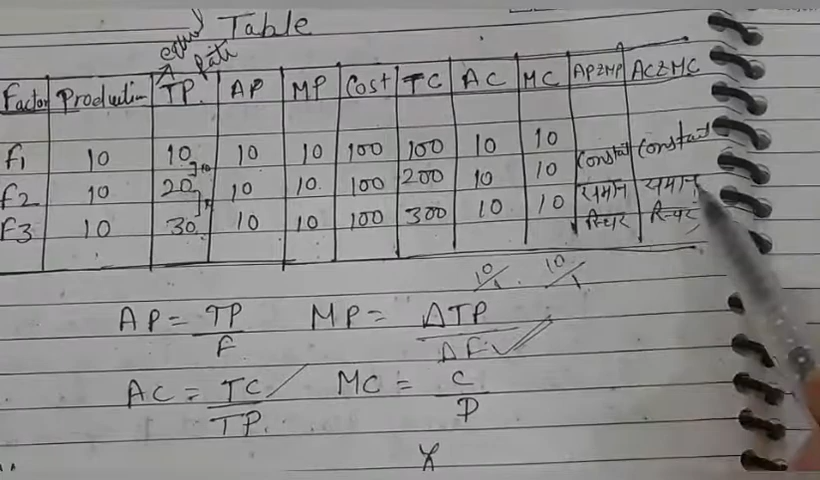 Table
equal
rate
Factor Production TP. AP MP Cost TC AC MC AP&MP AC&MC
F1 10 10 10 10 100 100 10 10 Constat Constat
F2 10 20 10 10. 100 200 10 10 समान समान
F3 10 30 10 10 100 300 10 10 स्थिर स्थिर
10/1 . 10/1
AP = TP/F MP = ΔTP/ΔF
AC = TC/TP. MC = C/P